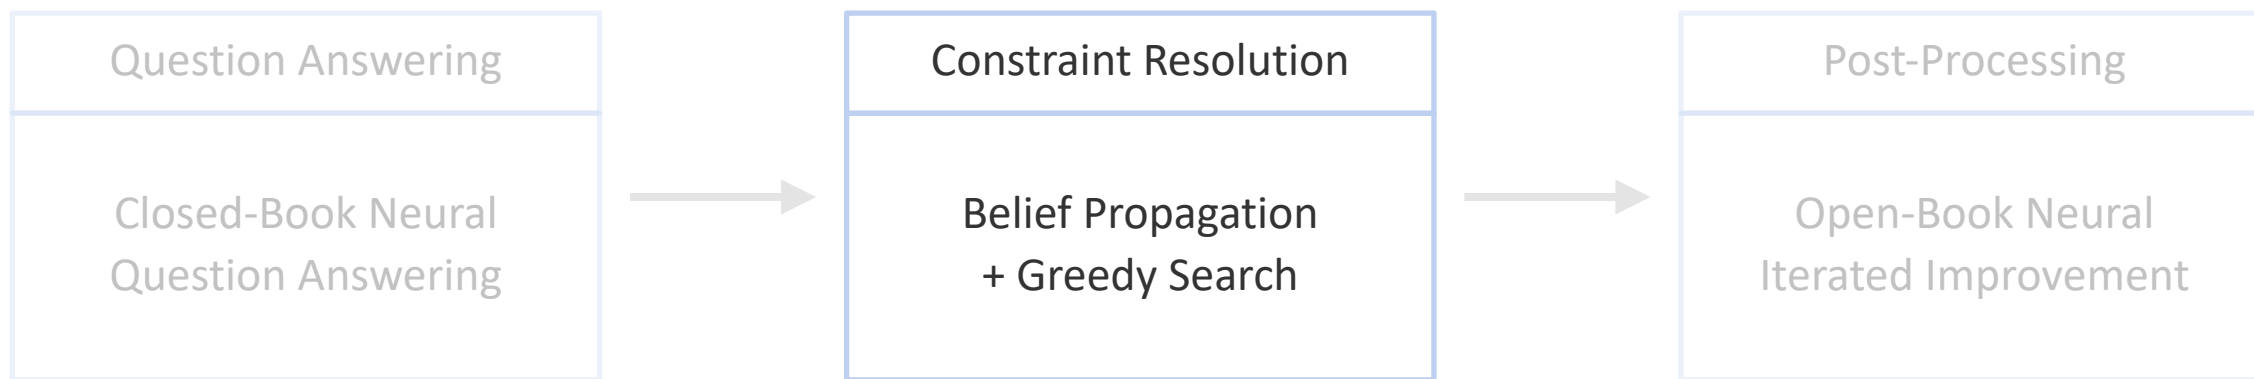 Question Answering
Closed-Book Neural
Question Answering
Constraint Resolution
Belief Propagation
+ Greedy Search
Post-Processing
Open-Book Neural
Iterated Improvement